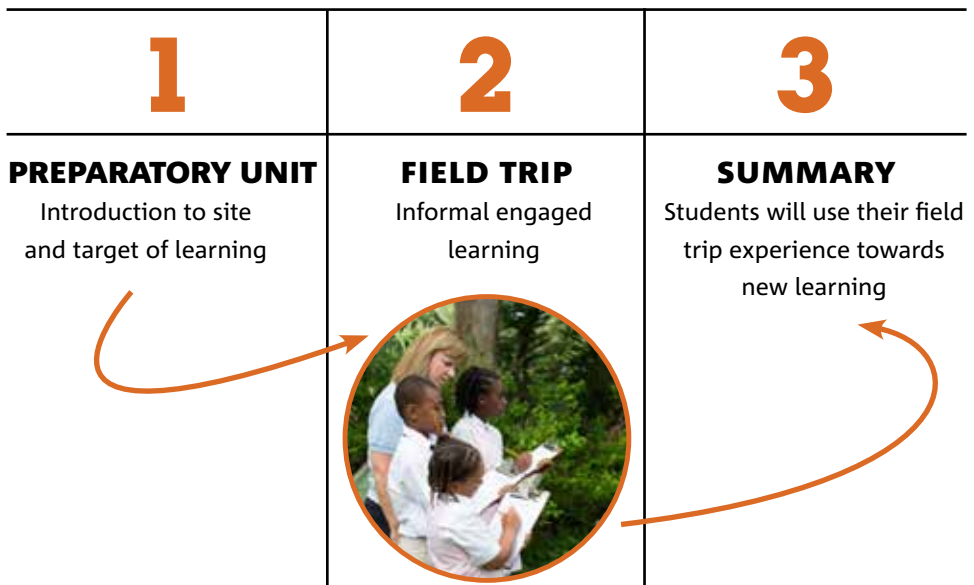 1
2
3
PREPARATORY UNIT
Introduction to site
and target of learning
FIELD TRIP
Informal engaged
learning
SUMMARY
Students will use their field
trip experience towards
new learning